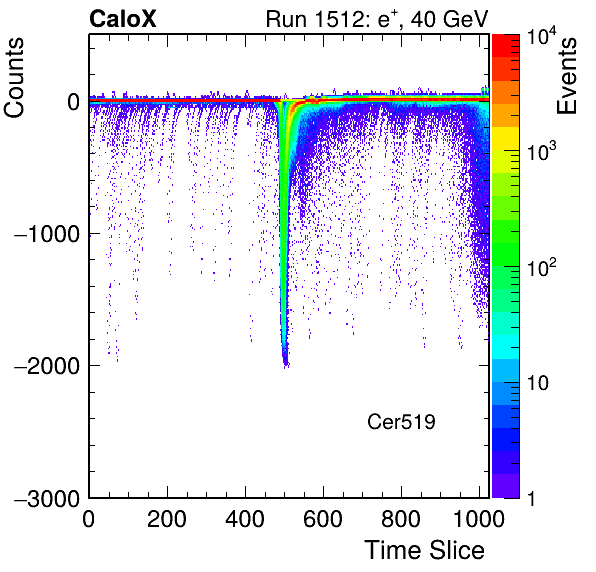 CaloX Run 1512: e⁺, 40 GeV
Counts
Events
0
−1000
−2000
−3000
0 200 400 600 800 1000
Time Slice
Cer519
10⁴
10³
10²
10
1